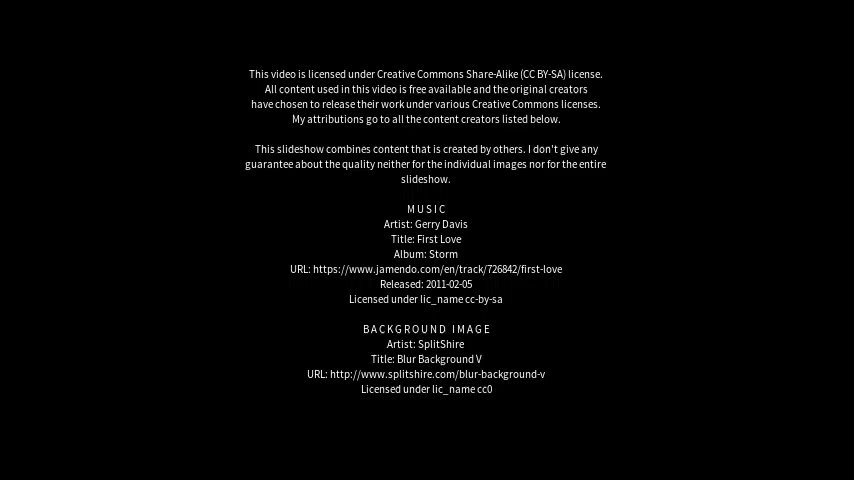 This video is licensed under Creative Commons Share-Alike (CC BY-SA) license.
All content used in this video is free available and the original creators
have chosen to release their work under various Creative Commons licenses.
My attributions go to all the content creators listed below.
This slideshow combines content that is created by others. I don't give any
guarantee about the quality neither for the individual images nor for the entire
slideshow.
MUSIC
Artist: Gerry Davis
Title: First Love
Album: Storm
URL: https://www.jamendo.com/en/track/726842/first-love
Released: 2011-02-05
Licensed under lic_name cc-by-sa
BACKGROUND IMAGE
Artist: SplitShire
Title: Blur Background V
URL: http://www.splitshire.com/blur-background-v
Licensed under lic_name cc0